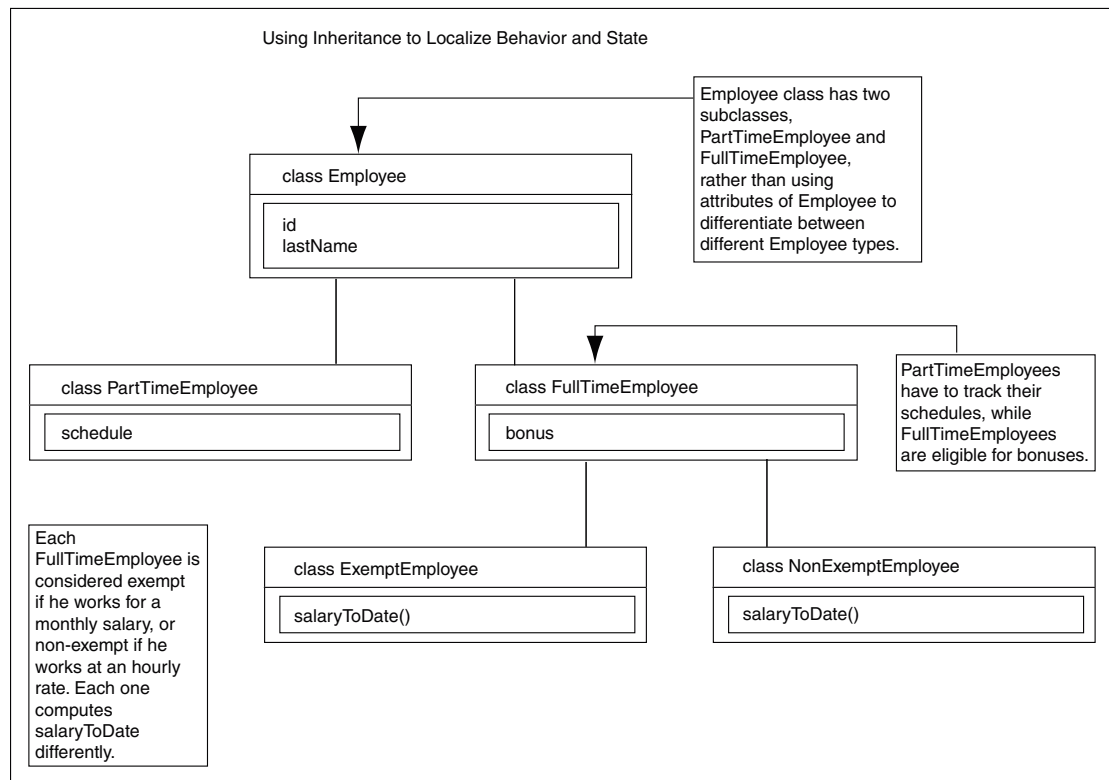 Using Inheritance to Localize Behavior and State
Employee class has two
subclasses,
PartTimeEmployee and
FullTimeEmployee,
rather than using
attributes of Employee to
differentiate between
different Employee types.
class Employee
id
lastName
class PartTimeEmployee
schedule
class FullTimeEmployee
bonus
PartTimeEmployees
have to track their
schedules, while
FullTimeEmployees
are eligible for bonuses.
Each
FullTimeEmployee is
considered exempt
if he works for a
monthly salary, or
non-exempt if he
works at an hourly
rate. Each one
computes
salaryToDate
differently.
class ExemptEmployee
salaryToDate()
class NonExemptEmployee
salaryToDate()